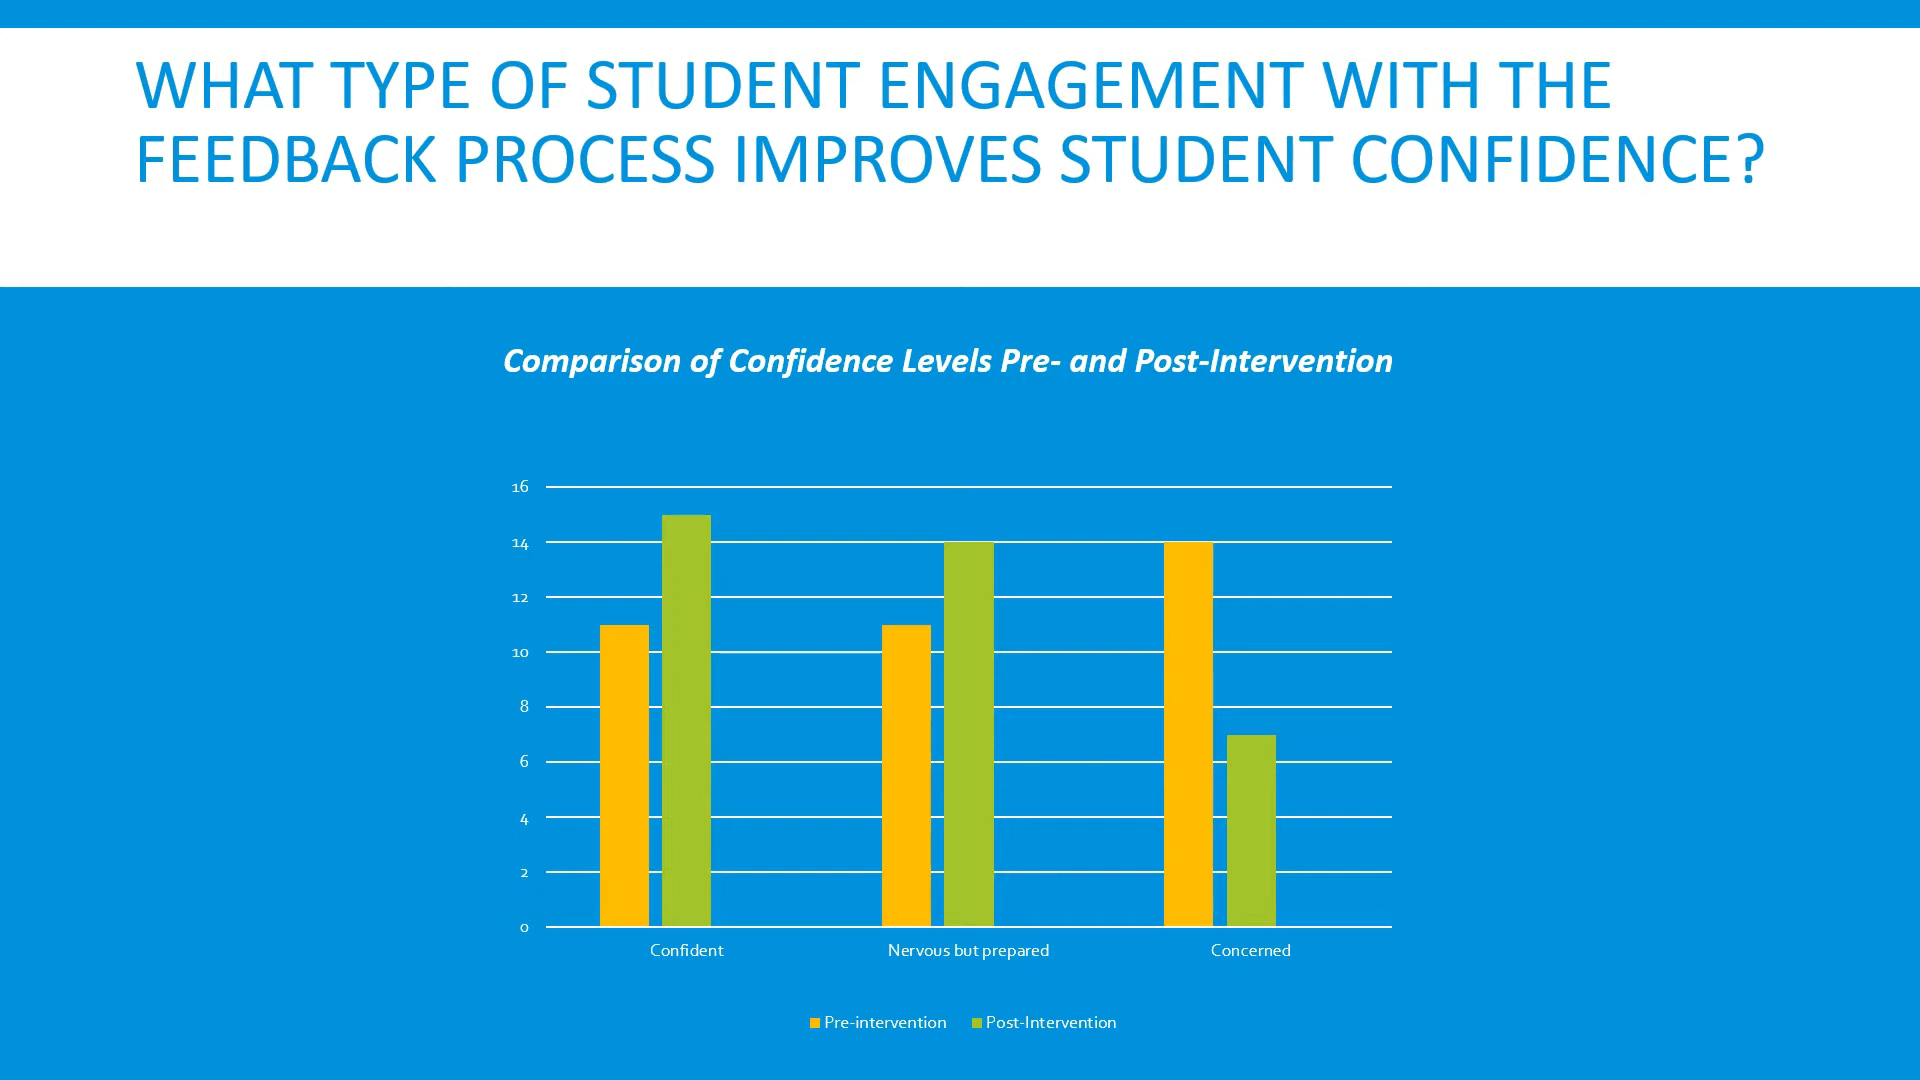 WHAT TYPE OF STUDENT ENGAGEMENT WITH THE
FEEDBACK PROCESS IMPROVES STUDENT CONFIDENCE?
Comparison of Confidence Levels Pre- and Post-Intervention
16
14
12
10
8
6
4
2
0
Confident Nervous but prepared Concerned
Pre-intervention Post-Intervention